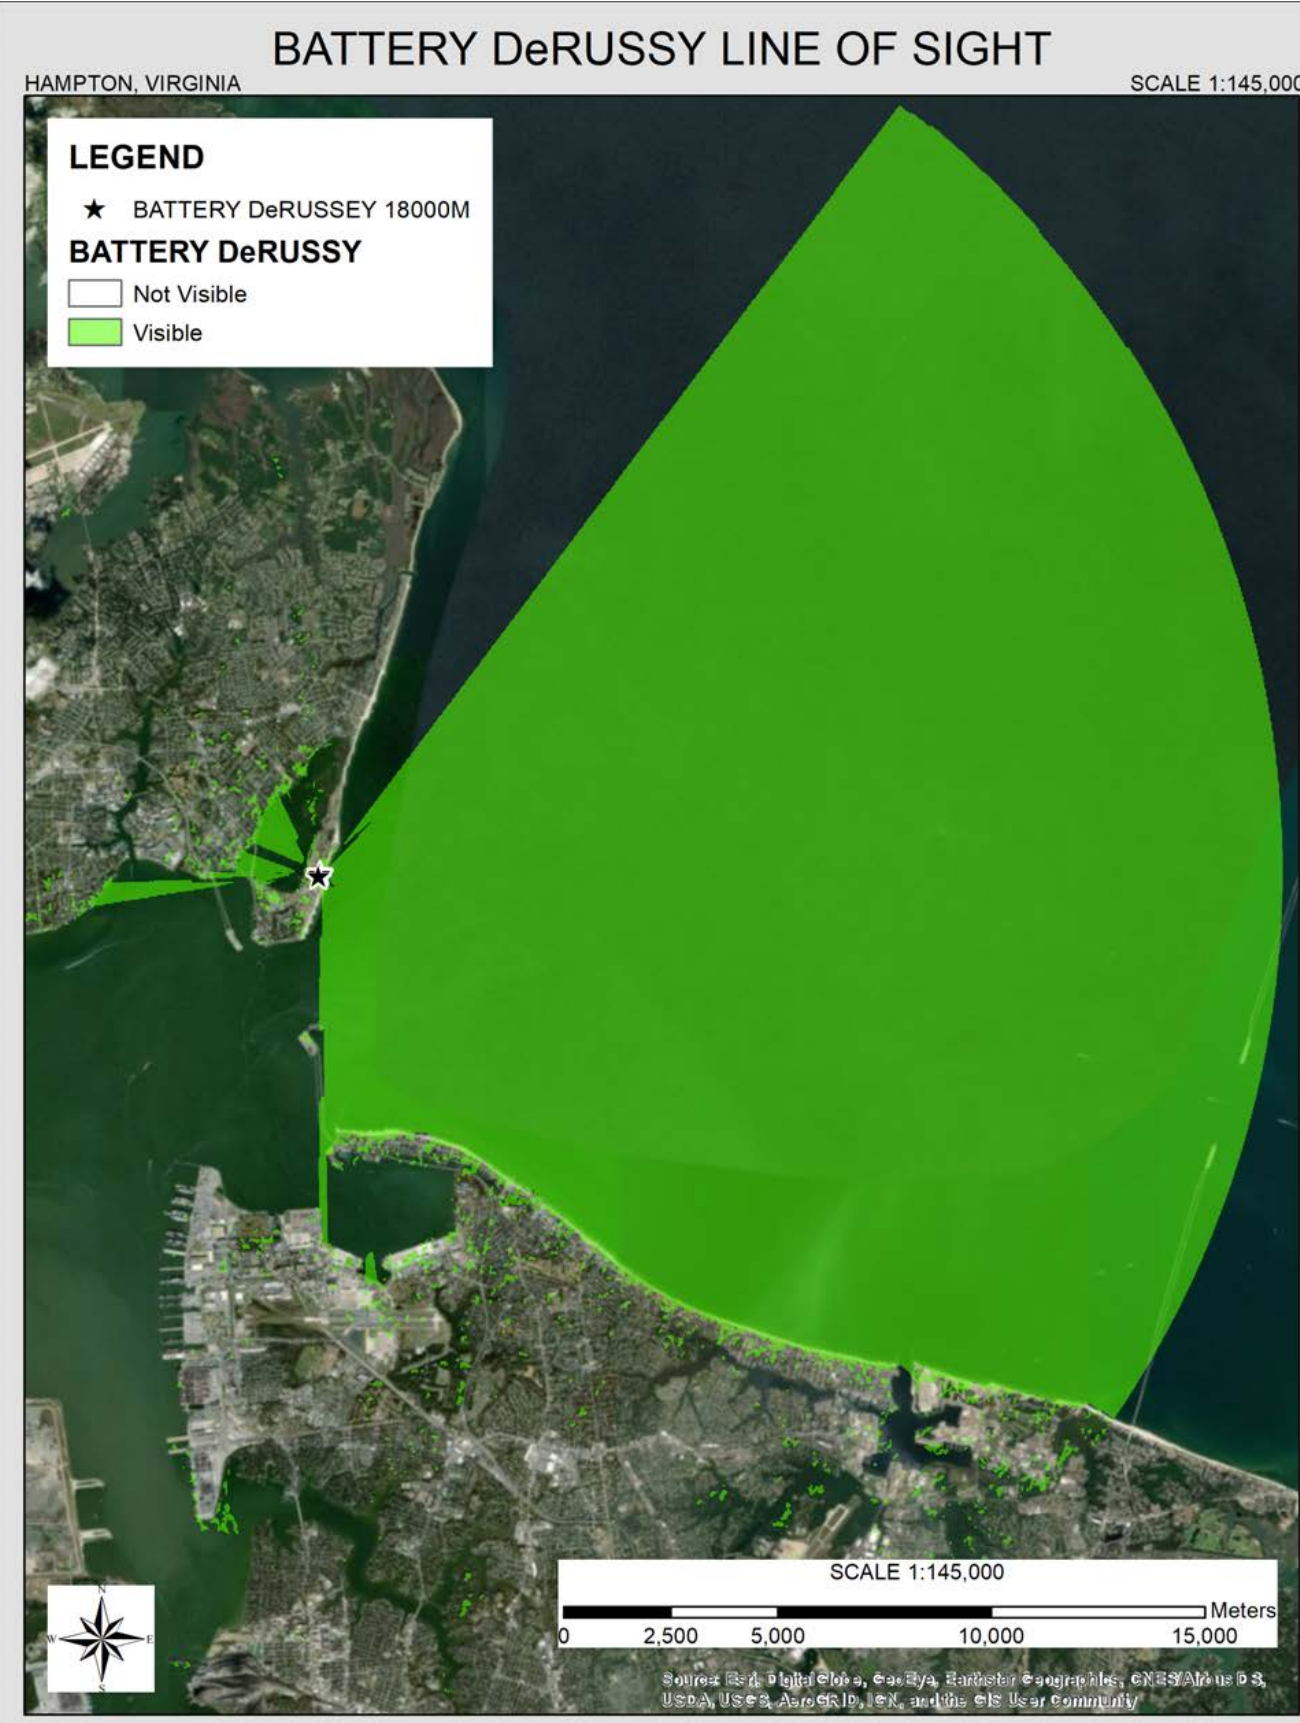 BATTERY DeRUSSY LINE OF SIGHT
HAMPTON, VIRGINIA
SCALE 1:145,000
LEGEND
BATTERY DeRUSSEY 18000M
BATTERY DeRUSSY
Not Visible
Visible
SCALE 1:145,000
Meters
0 2,500 5,000 10,000 15,000
N
W E
S
Source: Esri, DigitalGlobe, GeoEye, Earthstar Geographics, CNES/Airbus DS,
USDA, USGS, AeroGRID, IGN, and the GIS User Community